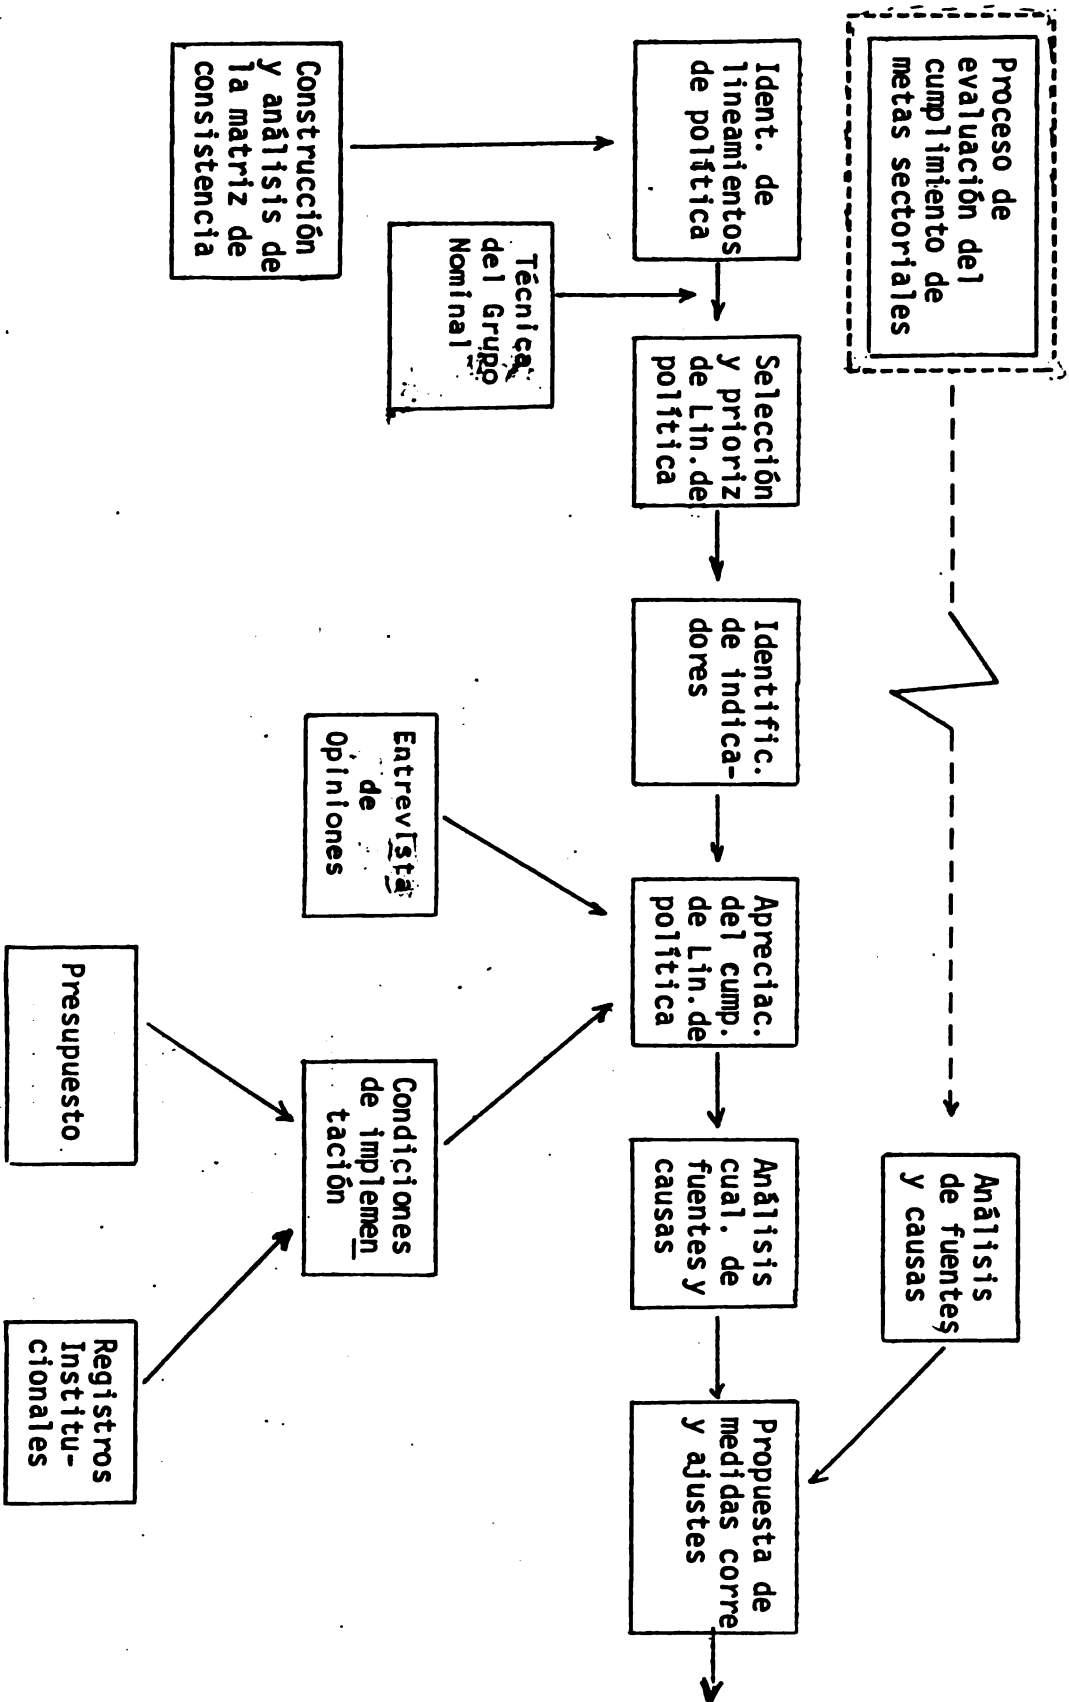 Proceso de
evaluación del
cumplimiento de
metas sectoriales
Análisis
de fuentes
y causas
Ident. de
lineamientos
de política
Selección
y prioriz
de Lin.de
política
Identific.
de indica-
dores
Apreciac.
del cump.
de Lin.de
política
Análisis
cual. de
fuentes y
causas
Propuesta de
medidas corre
y ajustes
Técnica
del Grupo
Nominal
Construcción
y análisis de
la matriz de
consistencia
Entrevista
de
Opiniones
Condiciones
de implemen
tación
Presupuesto
Registros
Institu-
cionales